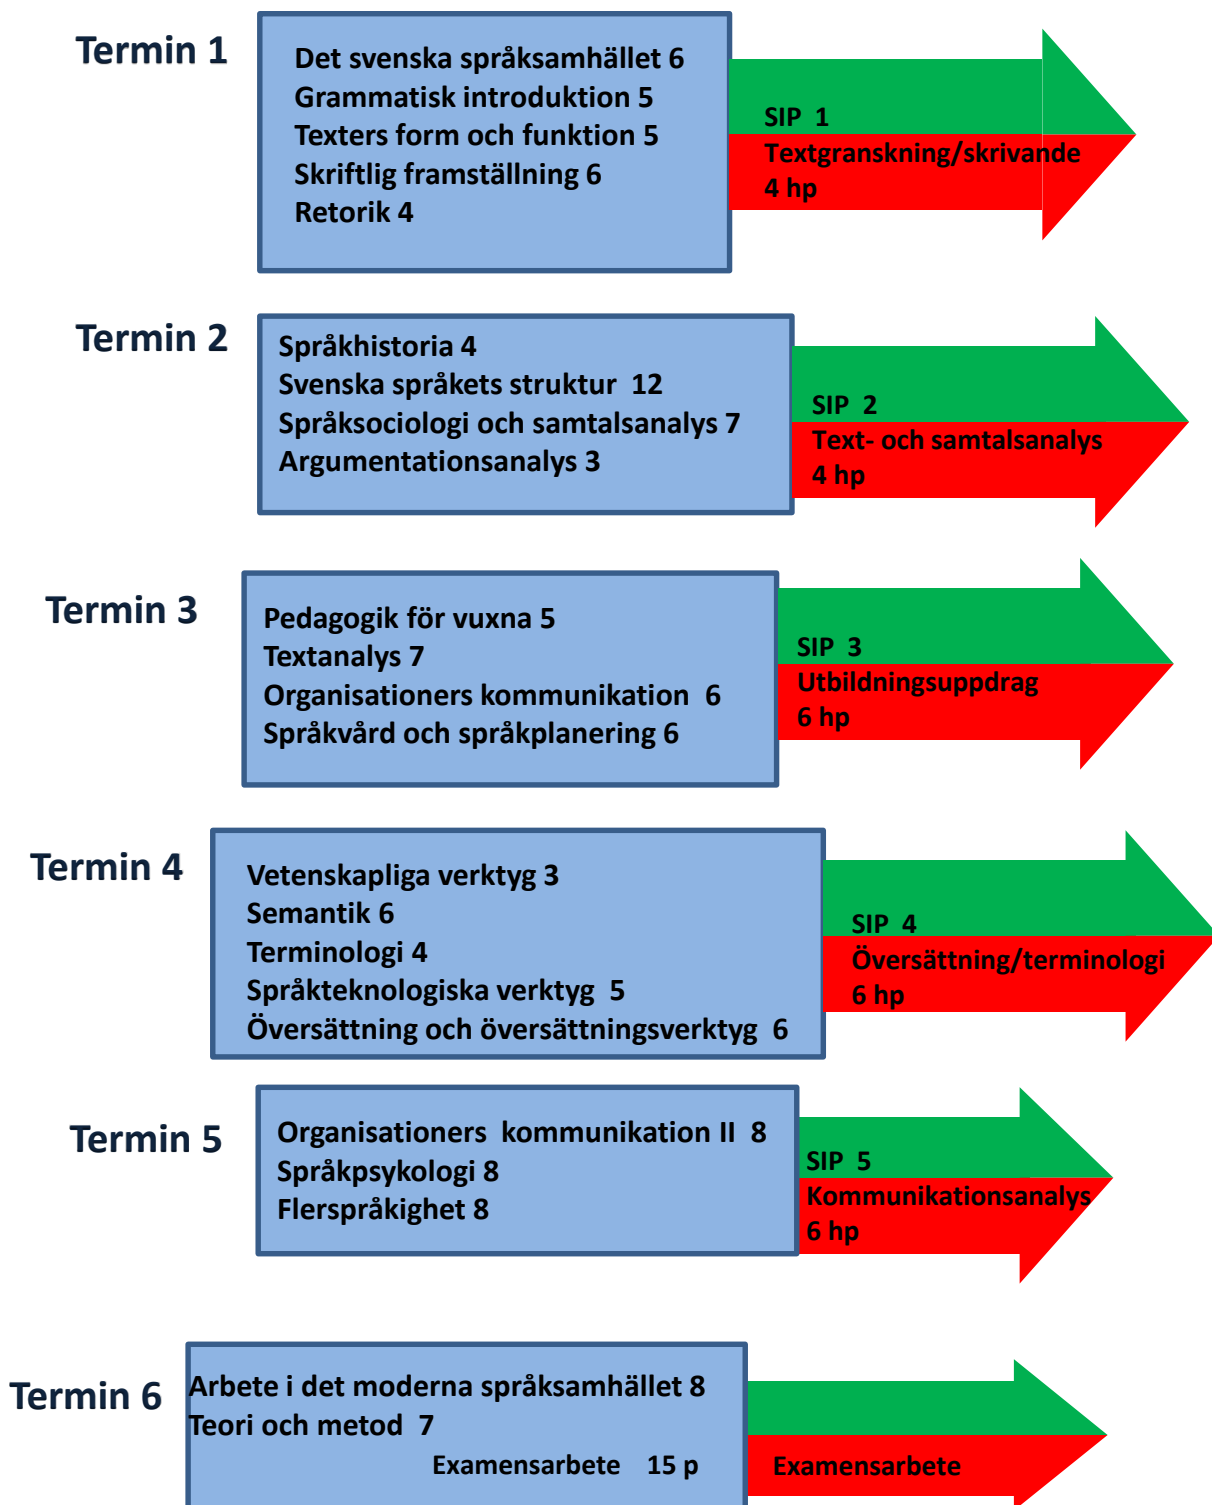 Termin 1
Det svenska språksamhället 6
Grammatisk introduktion 5
Texters form och funktion 5
Skriftlig framställning 6
Retorik 4
SIP 1
Textgranskning/skrivande
4 hp
Termin 2
Språkhistoria 4
Svenska språkets struktur 12
Språksociologi och samtalsanalys 7
Argumentationsanalys 3
SIP 2
Text- och samtalsanalys
4 hp
Termin 3
Pedagogik för vuxna 5
Textanalys 7
Organisationers kommunikation 6
Språkvård och språkplanering 6
SIP 3
Utbildningsuppdrag
6 hp
Termin 4
Vetenskapliga verktyg 3
Semantik 6
Terminologi 4
Språkteknologiska verktyg 5
Översättning och översättningsverktyg 6
SIP 4
Översättning/terminologi
6 hp
Termin 5
Organisationers kommunikation II 8
Språkpsykologi 8
Flerspråkighet 8
SIP 5
Kommunikationsanalys
6 hp
Termin 6
Arbete i det moderna språksamhället 8
Teori och metod 7
Examensarbete 15 p
Examensarbete